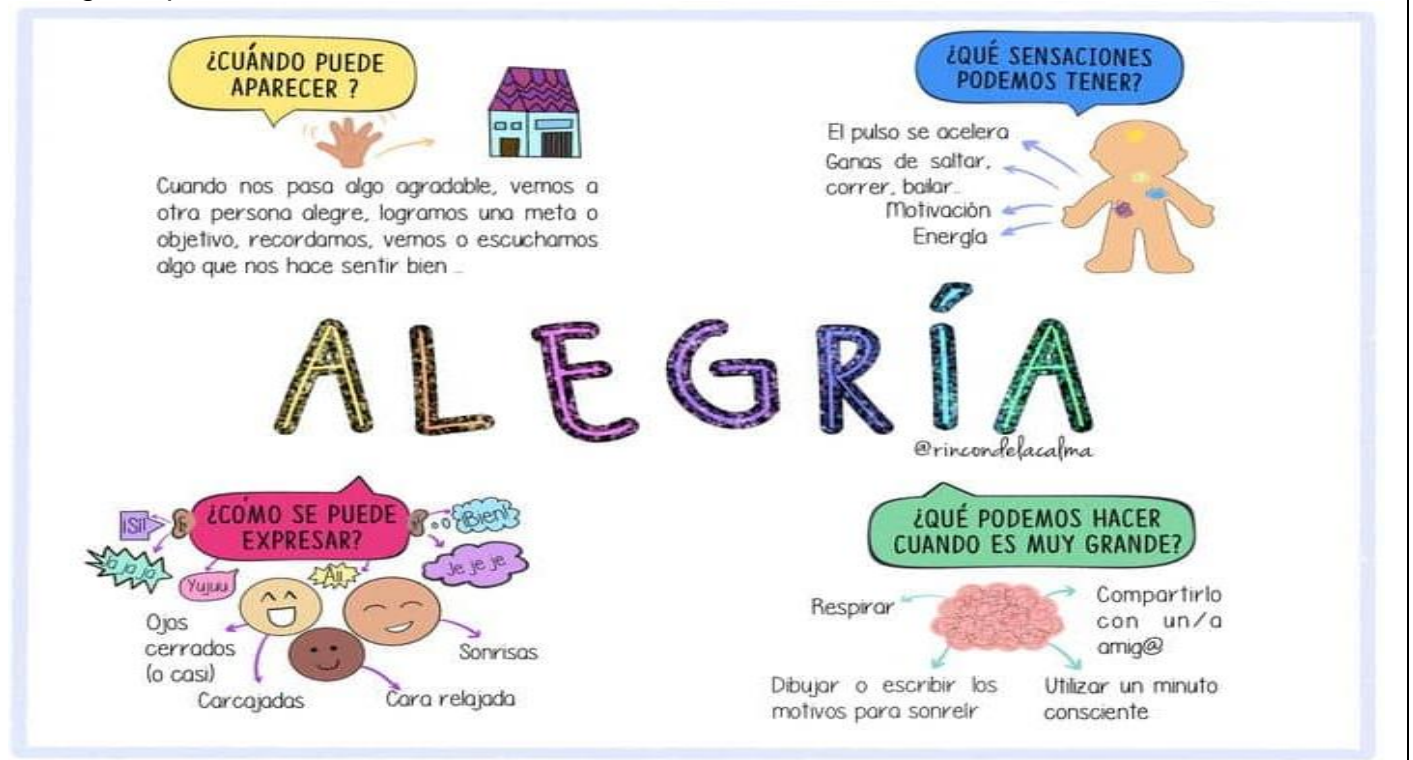 ¿CUÁNDO PUEDE
APARECER ?
Cuando nos pasa algo agradable, vemos a
otra persona alegre, logramos una meta o
objetivo, recordamos, vemos o escuchamos
algo que nos hace sentir bien ...
¿QUÉ SENSACIONES
PODEMOS TENER?
El pulso se acelera
Ganas de saltar,
correr, bailar...
Motivación
Energía
ALEGRÍA
@rincondelacalma
¿CÓMO SE PUEDE
EXPRESAR?
¡Sí!
Ja ja ja
Yujuu
¡Bien!
Je je je
Ojos
cerrados
(o casi)
Carcajadas
Cara relajada
Sonrisas
¿QUÉ PODEMOS HACER
CUANDO ES MUY GRANDE?
Respirar
Compartirlo
con un/a
amig@
Dibujar o escribir los
motivos para sonreír
Utilizar un minuto
consciente